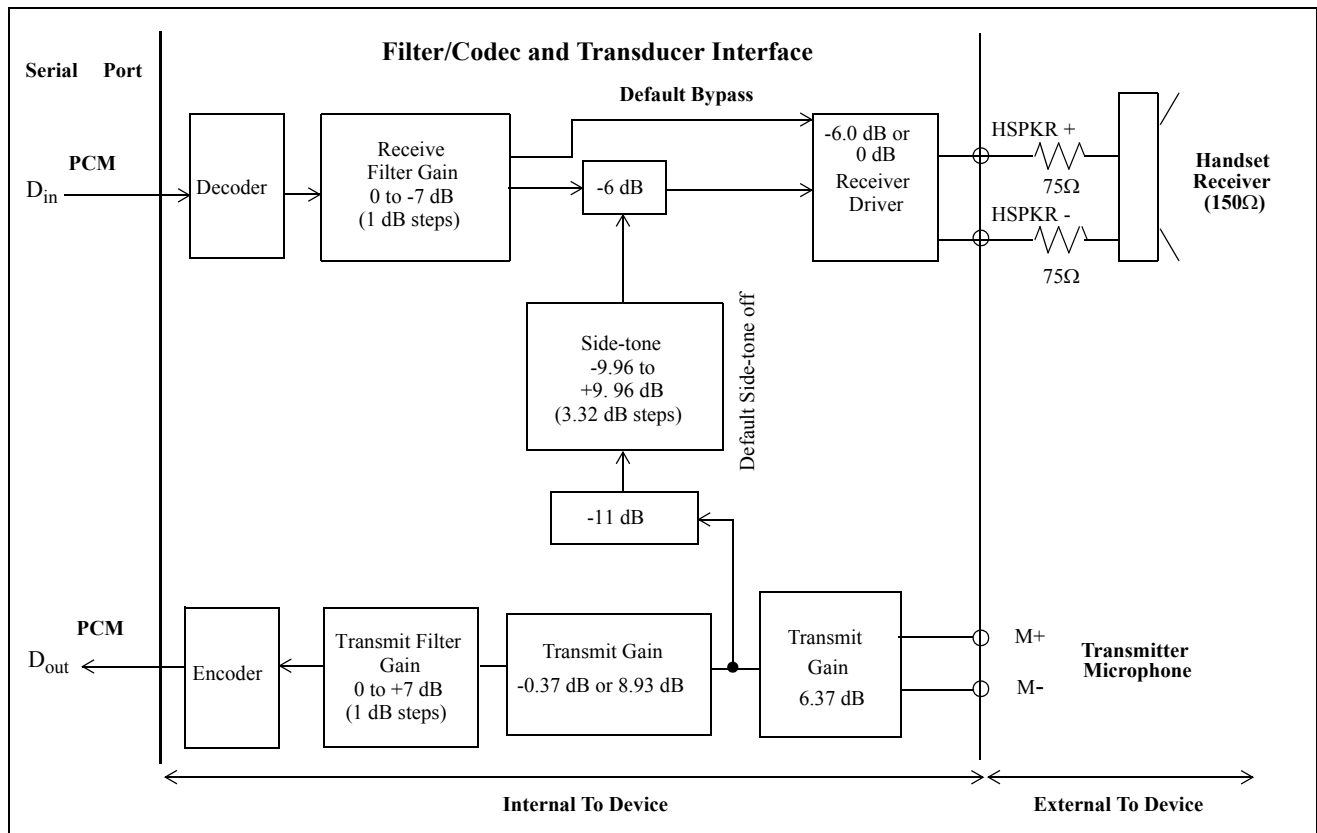 Filter/Codec and Transducer Interface
Serial Port
Default Bypass
PCM
D_in
Decoder
Receive
Filter Gain
0 to -7 dB
(1 dB steps)
-6 dB
-6.0 dB or
0 dB
Receiver
Driver
HSPKR +
75Ω
HSPKR -
75Ω
Handset
Receiver
(150Ω)
Side-tone
-9.96 to
+9. 96 dB
(3.32 dB steps)
Default Side-tone off
-11 dB
PCM
D_out
Encoder
Transmit Filter
Gain
0 to +7 dB
(1 dB steps)
Transmit Gain
-0.37 dB or 8.93 dB
Transmit
Gain
6.37 dB
M+
M-
Transmitter
Microphone
Internal To Device
External To Device